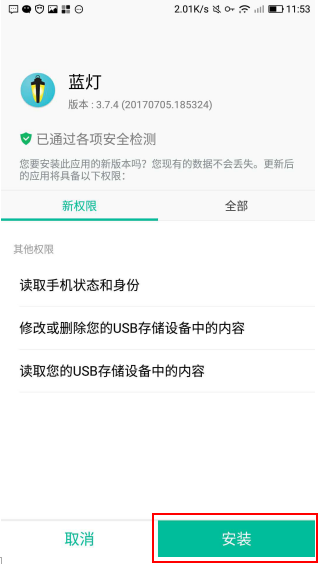 2.01K/s 11:53
蓝灯
版本 : 3.7.4 (20170705.185324)
已通过各项安全检测
您要安装此应用的新版本吗？您现有的数据不会丢失。更新后
的应用将具备以下权限：
新权限 全部
其他权限
读取手机状态和身份
修改或删除您的USB存储设备中的内容
读取您的USB存储设备中的内容
取消 安装